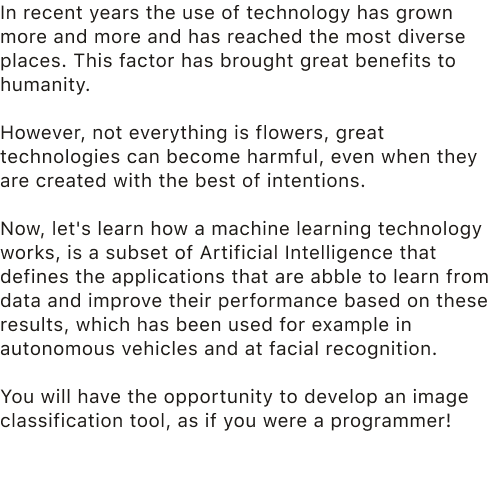 In recent years the use of technology has grown
more and more and has reached the most diverse
places. This factor has brought great benefits to
humanity.
However, not everything is flowers, great
technologies can become harmful, even when they
are created with the best of intentions.
Now, let's learn how a machine learning technology
works, is a subset of Artificial Intelligence that
defines the applications that are abble to learn from
data and improve their performance based on these
results, which has been used for example in
autonomous vehicles and at facial recognition.
You will have the opportunity to develop an image
classification tool, as if you were a programmer!